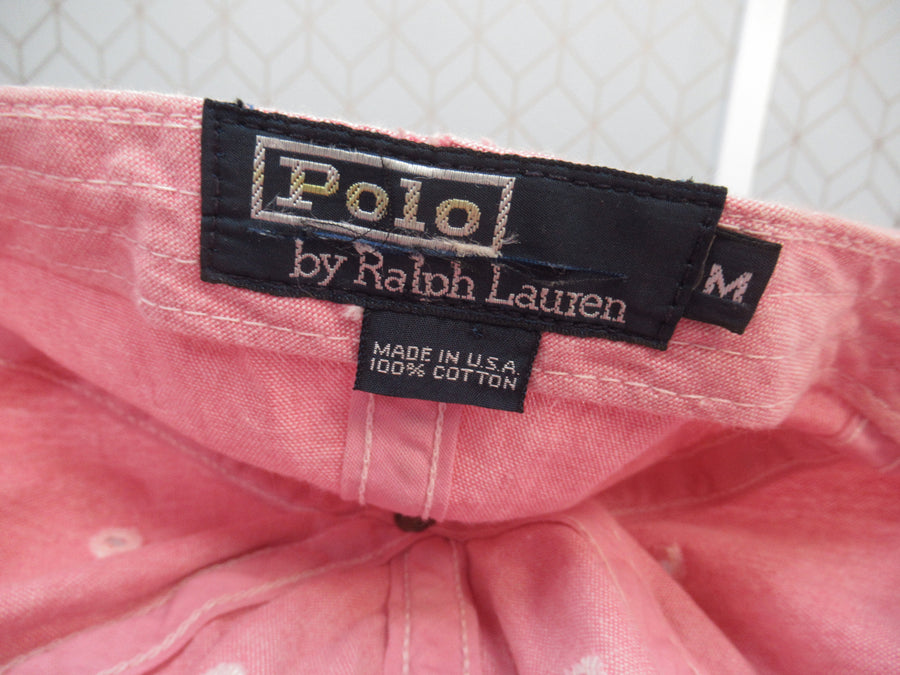 Polo
by Ralph Lauren
M
MADE IN U.S.A.
100% COTTON